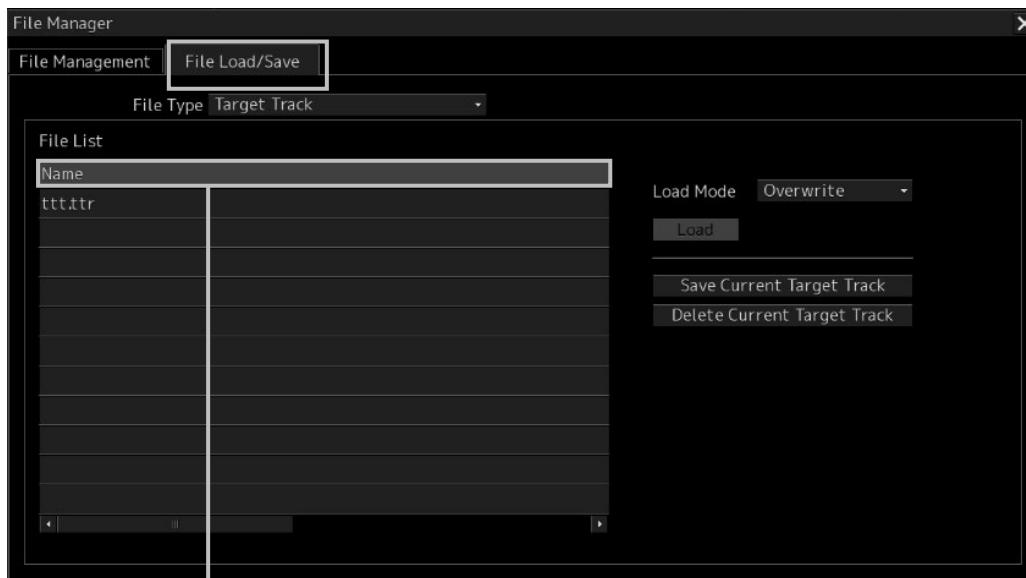 File Manager
File Management File Load/Save
File Type Target Track
File List
Name
ttt.ttr
Load Mode Overwrite
Load
Save Current Target Track
Delete Current Target Track